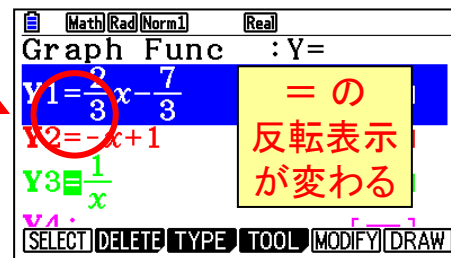 Math Rad Norm1 Real
Graph Func :Y=
Y1=2/3x-7/3
Y2=-x+1
Y3=1/x
Y4:
＝ の
反転表示
が変わる
SELECT DELETE TYPE TOOL MODIFY DRAW